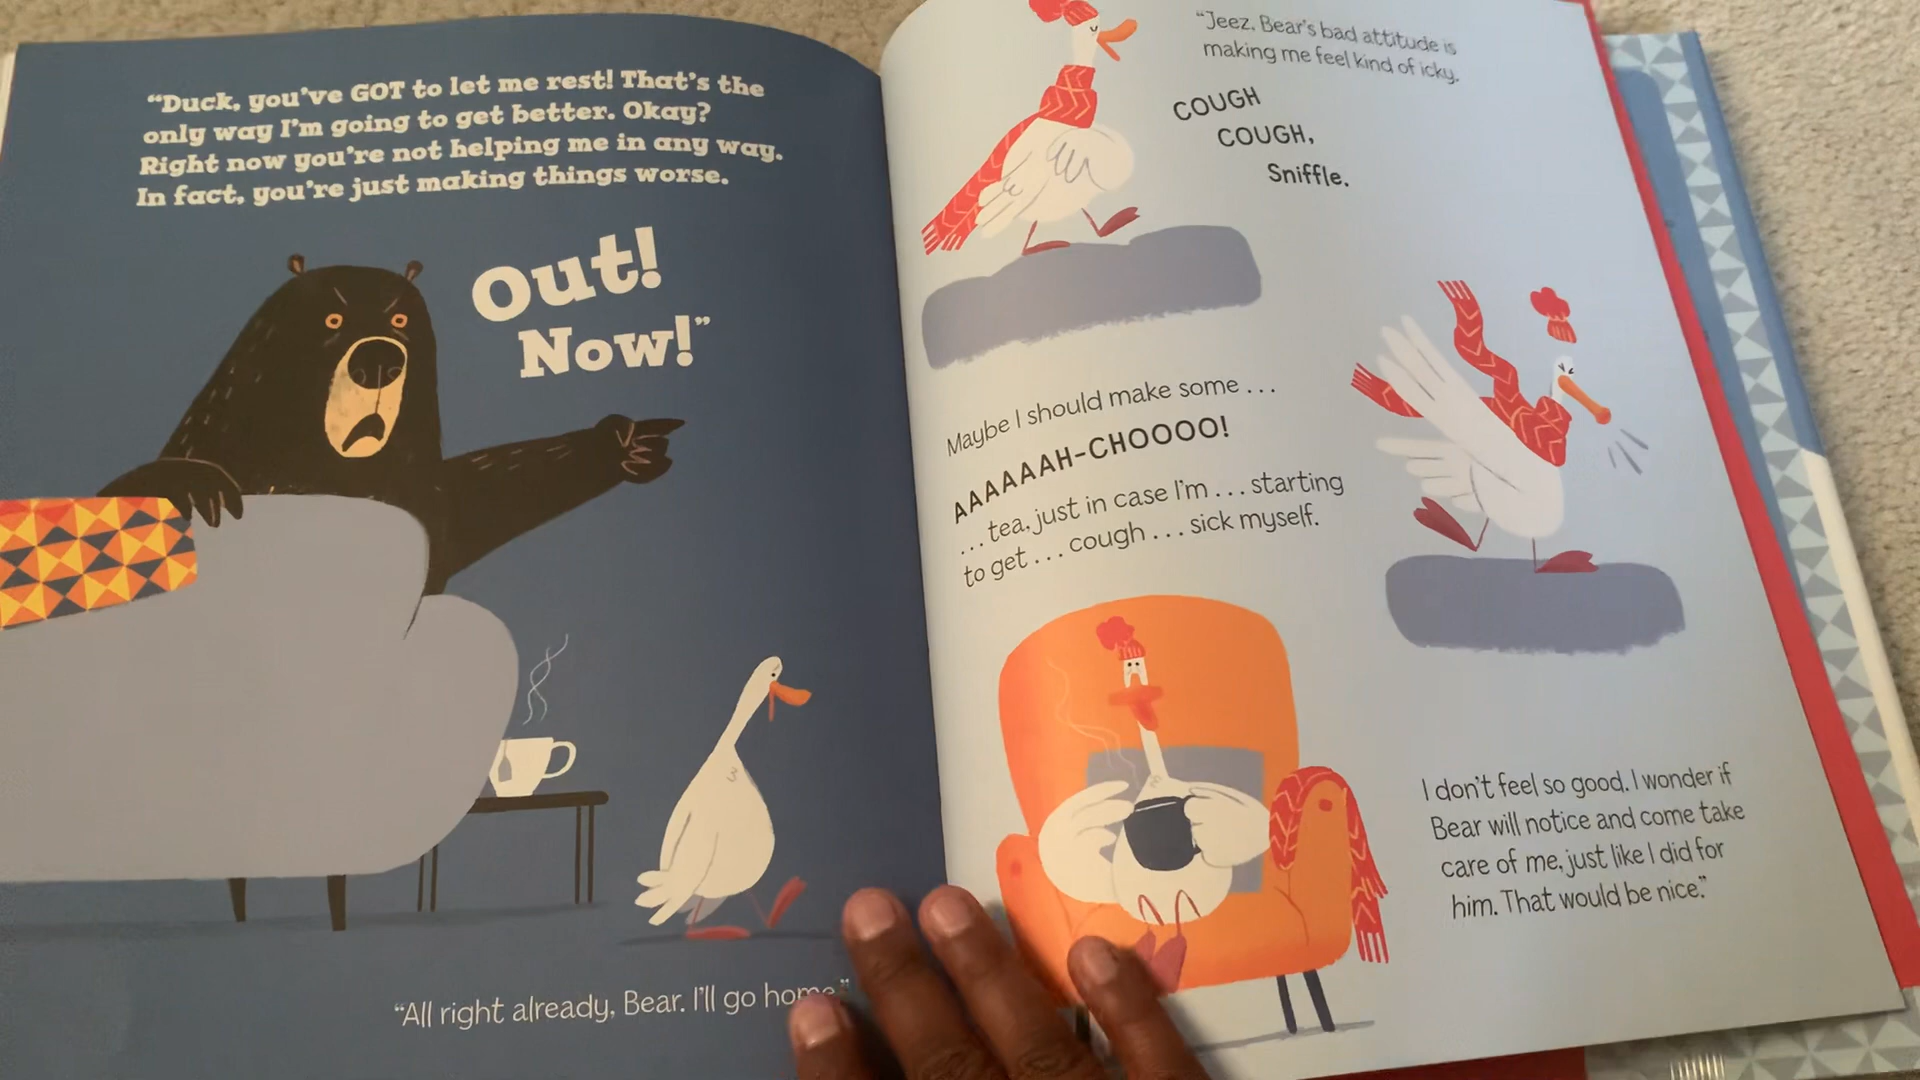 “Duck, you’ve GOT to let me rest! That’s the
only way I’m going to get better. Okay?
Right now you’re not helping me in any way.
In fact, you’re just making things worse.
Out!
Now!”
“All right already, Bear. I’ll go home.”
“Jeez, Bear’s bad attitude is
making me feel kind of icky.
COUGH
COUGH,
Sniffle.
Maybe I should make some . . .
AAAAAAH-CHOOOO!
. . . tea, just in case I’m . . . starting
to get . . . cough . . . sick myself.
I don’t feel so good. I wonder if
Bear will notice and come take
care of me, just like I did for
him. That would be nice.”